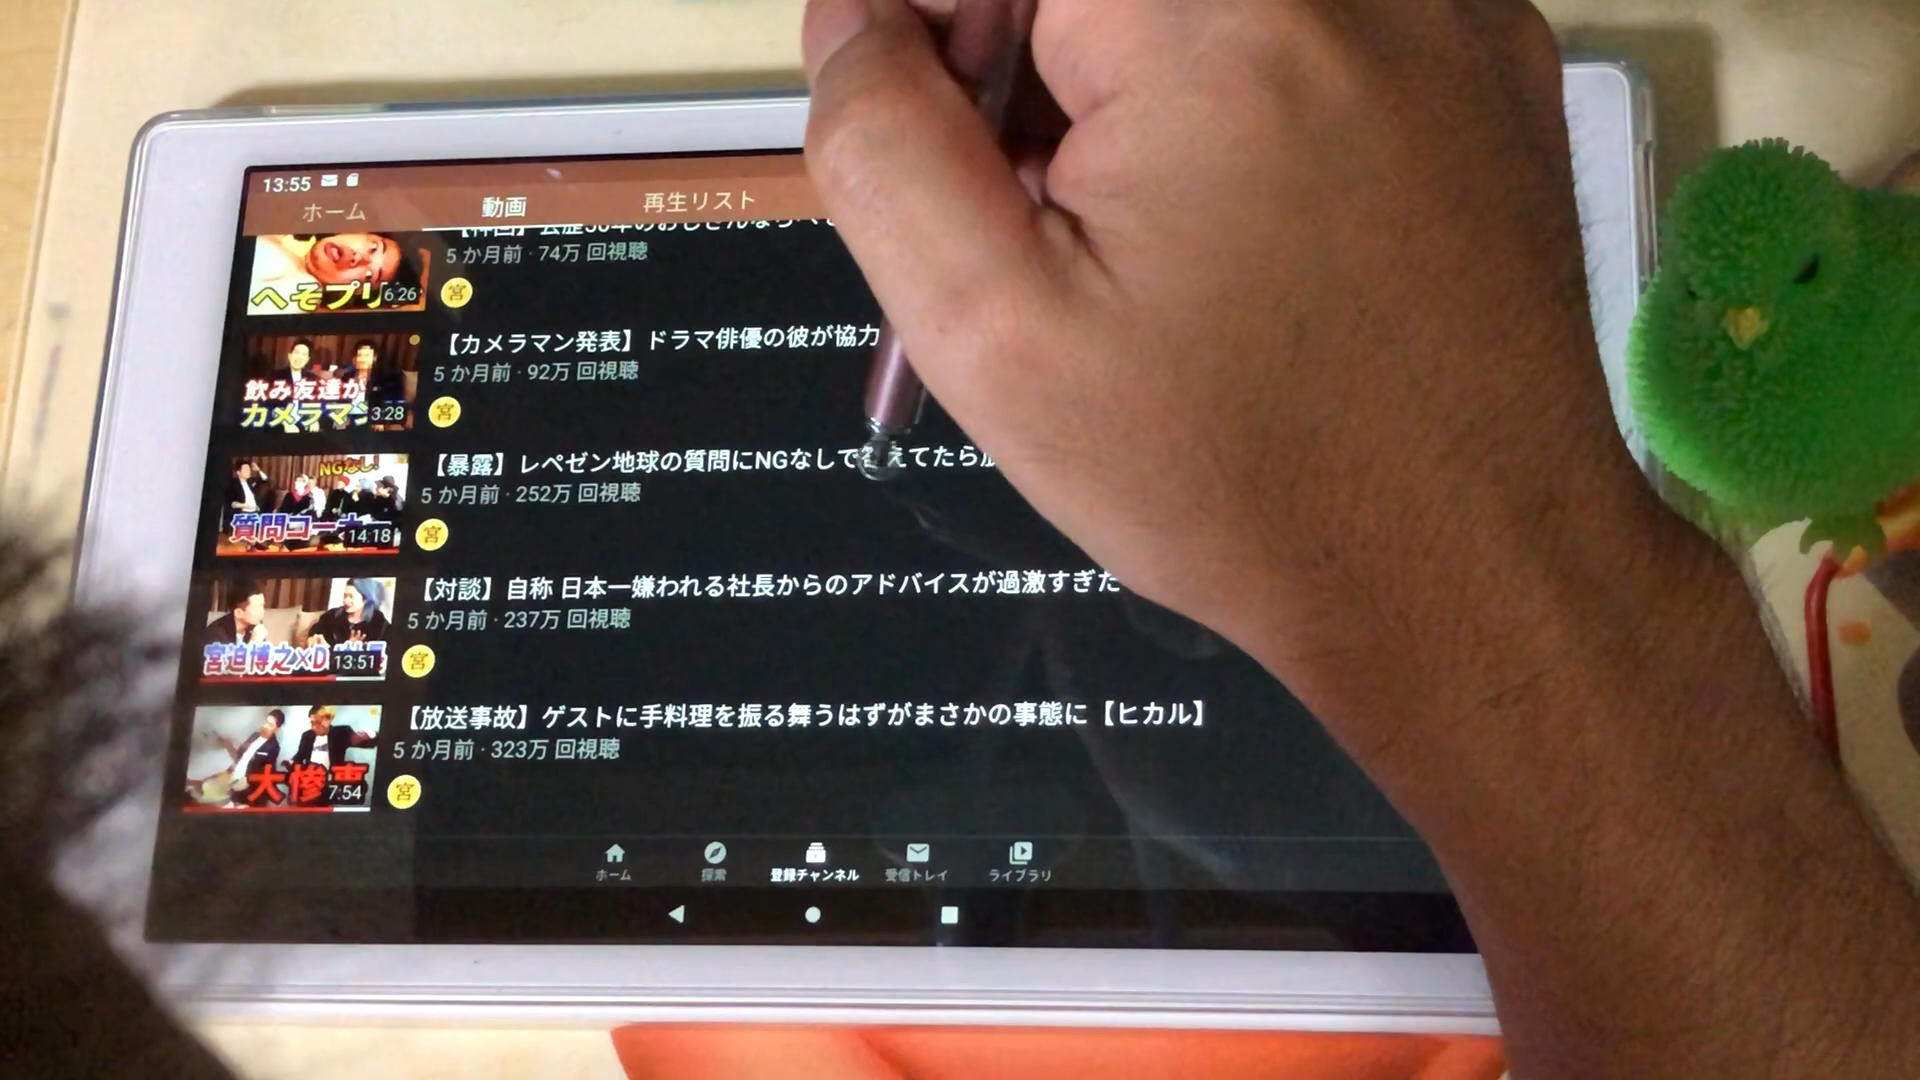 13:55
ホーム 動画 再生リスト
5 か月前 · 74万 回視聴
へそプリ
6:26
宮
【カメラマン発表】ドラマ俳優の彼が協力
5 か月前 · 92万 回視聴
飲み友達が
カメラマン
3:28
宮
【暴露】レペゼン地球の質問にNGなしで答えてたら
5 か月前 · 252万 回視聴
NGなし!
質問コーナー
14:18
宮
【対談】自称 日本一嫌われる社長からのアドバイスが過激すぎた
5 か月前 · 237万 回視聴
宮迫博之×D
13:51
宮
【放送事故】ゲストに手料理を振る舞うはずがまさかの事態に【ヒカル】
5 か月前 · 323万 回視聴
大惨事
7:54
宮
ホーム 探索 登録チャンネル 受信トレイ ライブラリ